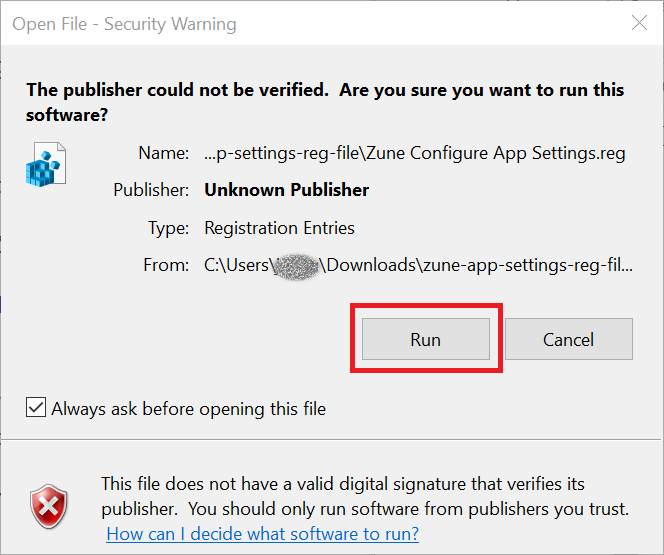 Open File - Security Warning
The publisher could not be verified.  Are you sure you want to run this
software?
Name: ...p-settings-reg-file\Zune Configure App Settings.reg
Publisher: Unknown Publisher
Type: Registration Entries
From: C:\Users\ \Downloads\zune-app-settings-reg-fil...
Run Cancel
Always ask before opening this file
This file does not have a valid digital signature that verifies its
publisher.  You should only run software from publishers you trust.
How can I decide what software to run?